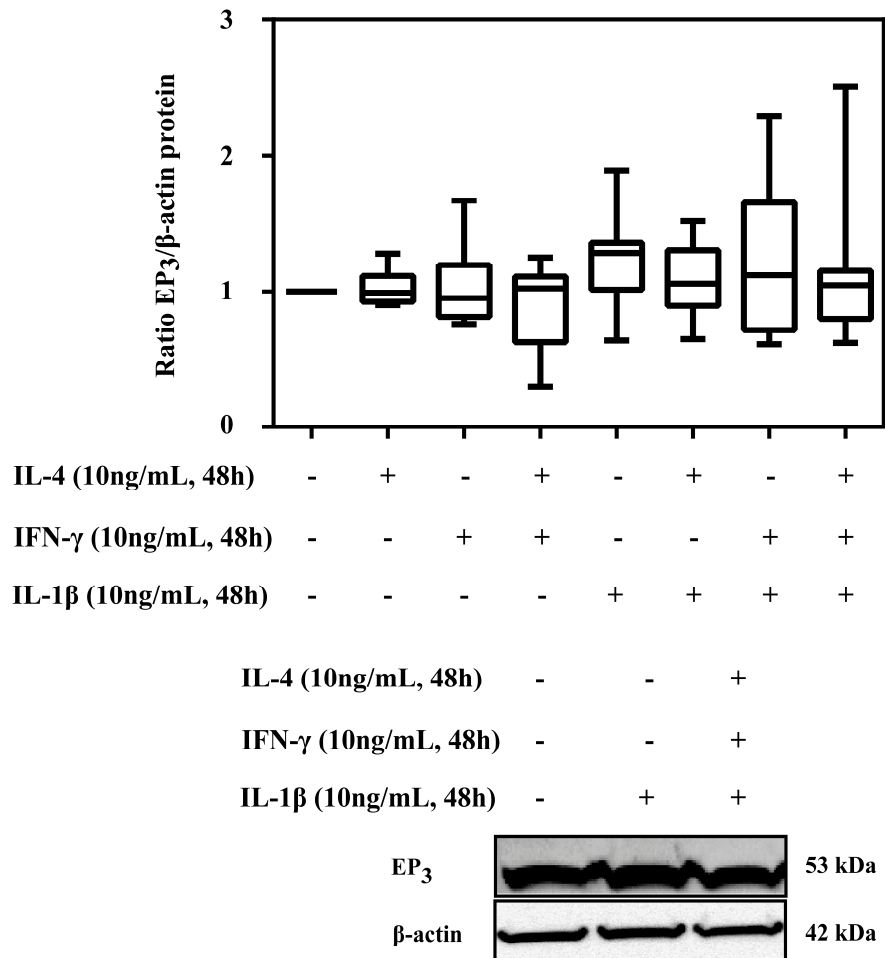 3
2
1
0
Ratio EP3/β-actin protein
IL-4 (10ng/mL, 48h) - + - + - + - +
IFN-γ (10ng/mL, 48h) - - + + - - + +
IL-1β (10ng/mL, 48h) - - - - + + + +
IL-4 (10ng/mL, 48h) - - +
IFN-γ (10ng/mL, 48h) - - +
IL-1β (10ng/mL, 48h) - + +
EP3 53 kDa
β-actin 42 kDa